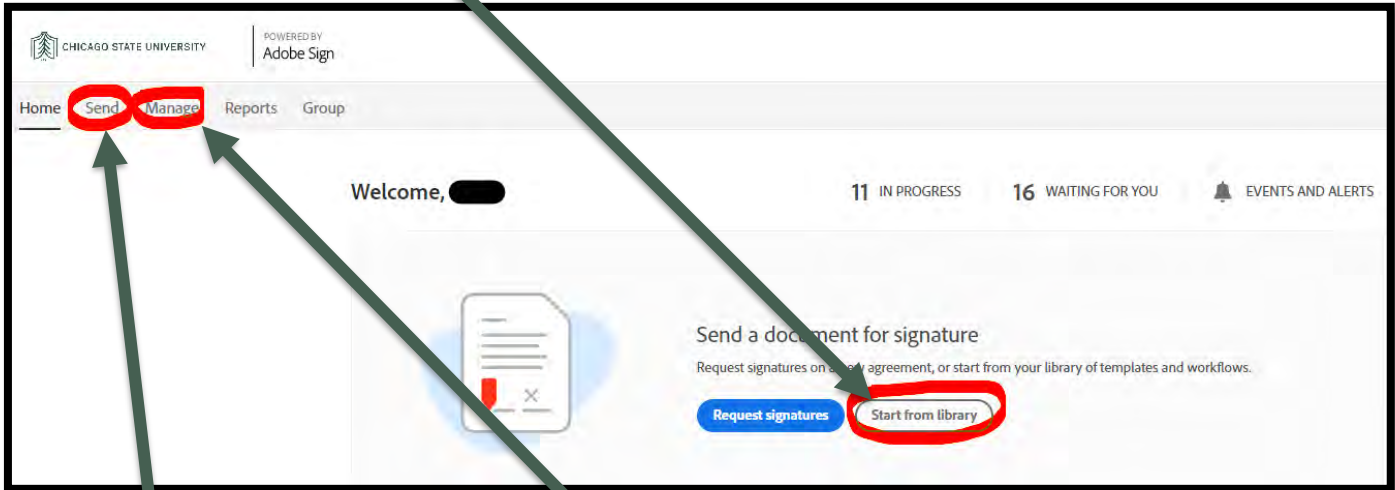 CHICAGO STATE UNIVERSITY
POWERED BY
Adobe Sign
Home Send Manage Reports Group
Welcome,
11 IN PROGRESS 16 WAITING FOR YOU EVENTS AND ALERTS
Send a document for signature
Request signatures on a agreement, or start from your library of templates and workflows.
Request signatures Start from library